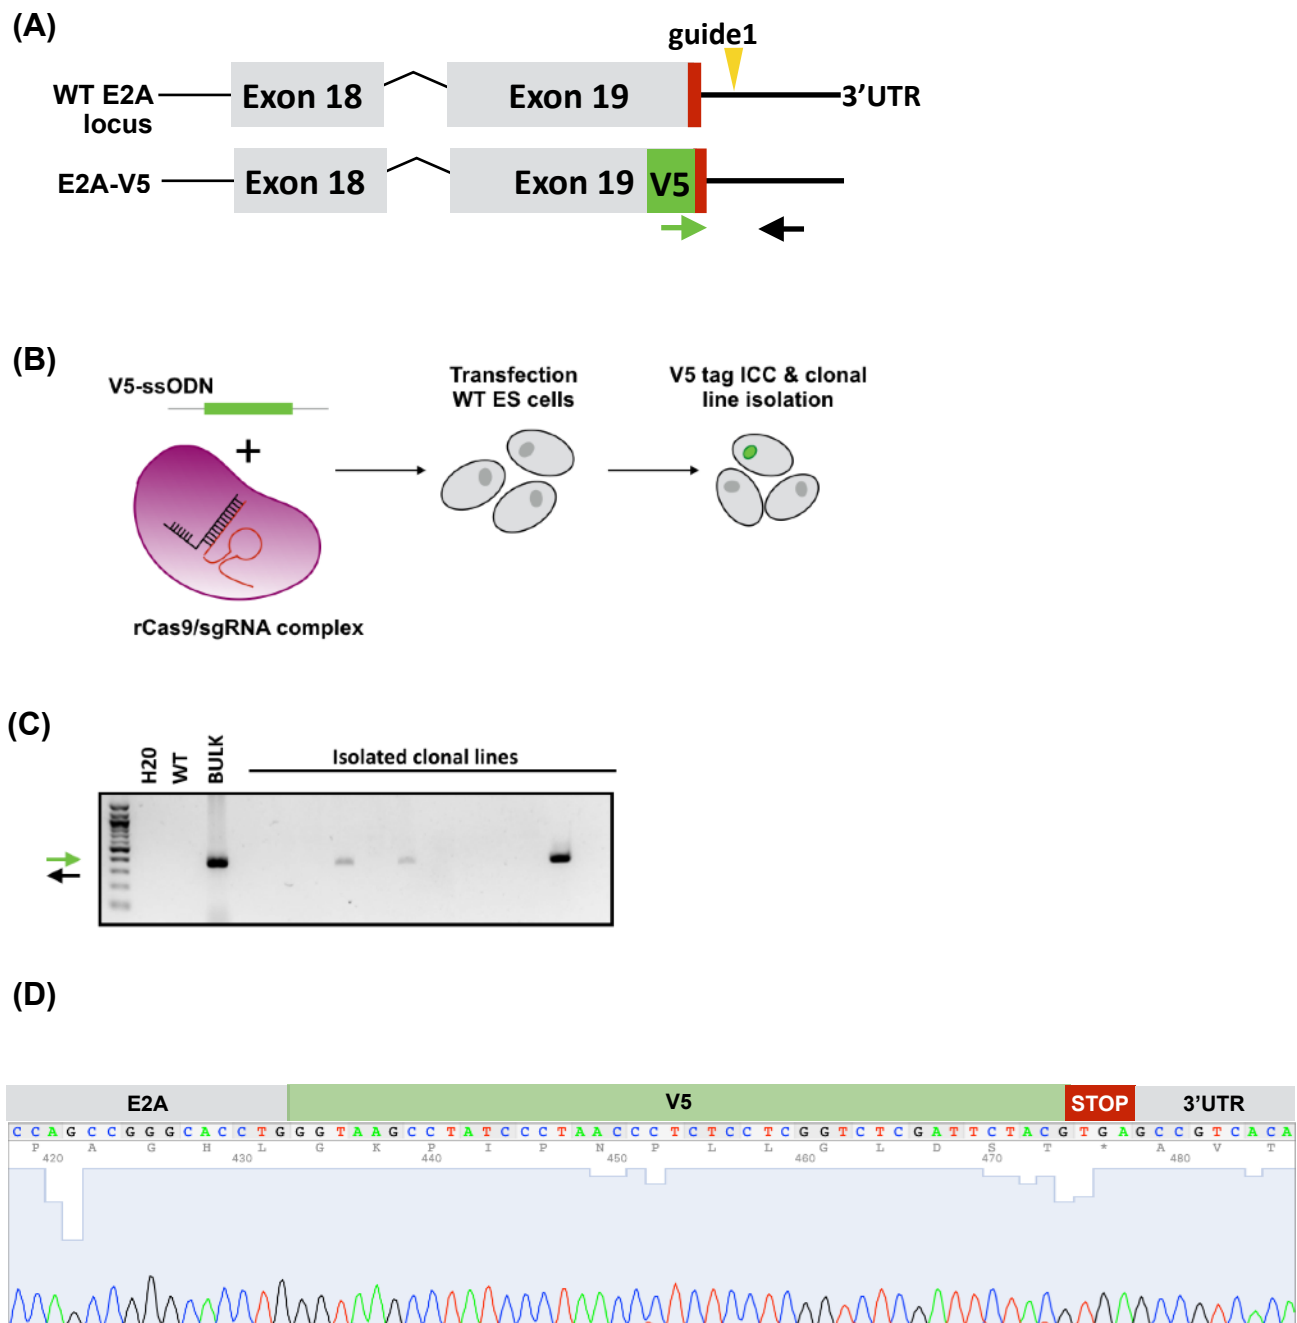 (A)
guide1
WT E2A locus
Exon 18
Exon 19
3'UTR
E2A-V5
Exon 18
Exon 19
V5
(B)
V5-ssODN
+
rCas9/sgRNA complex
Transfection
WT ES cells
V5 tag ICC & clonal
line isolation
(C)
H20
WT
BULK
Isolated clonal lines
(D)
E2A V5 STOP 3'UTR
C C A G C C G G G C A C C T G G G T A A G C C T A T C C C T A A C C C T C T C C T C G G T C T C G A T T C T A C G T G A G C C G T C A C A
P A G H L G K P I P N P L L G L D S T * A V T
420 430 440 450 460 470 480